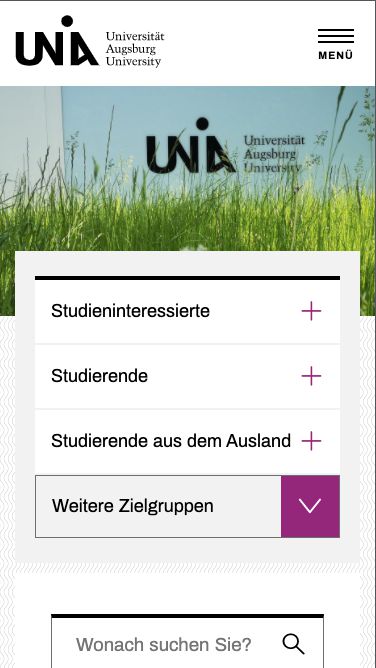 UNIA
Universität
Augsburg
University
MENÜ
UNIA
Universität
Augsburg
University
Studieninteressierte
Studierende
Studierende aus dem Ausland
Weitere Zielgruppen
Wonach suchen Sie?